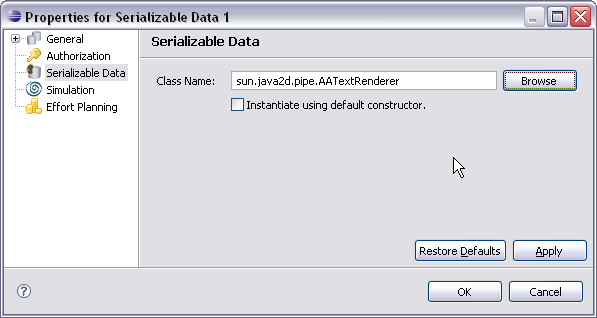 Properties for Serializable Data 1
General
Authorization
Serializable Data
Simulation
Effort Planning
Serializable Data
Class Name: sun.java2d.pipe.AATextRenderer Browse
Instantiate using default constructor.
Restore Defaults Apply
? OK Cancel